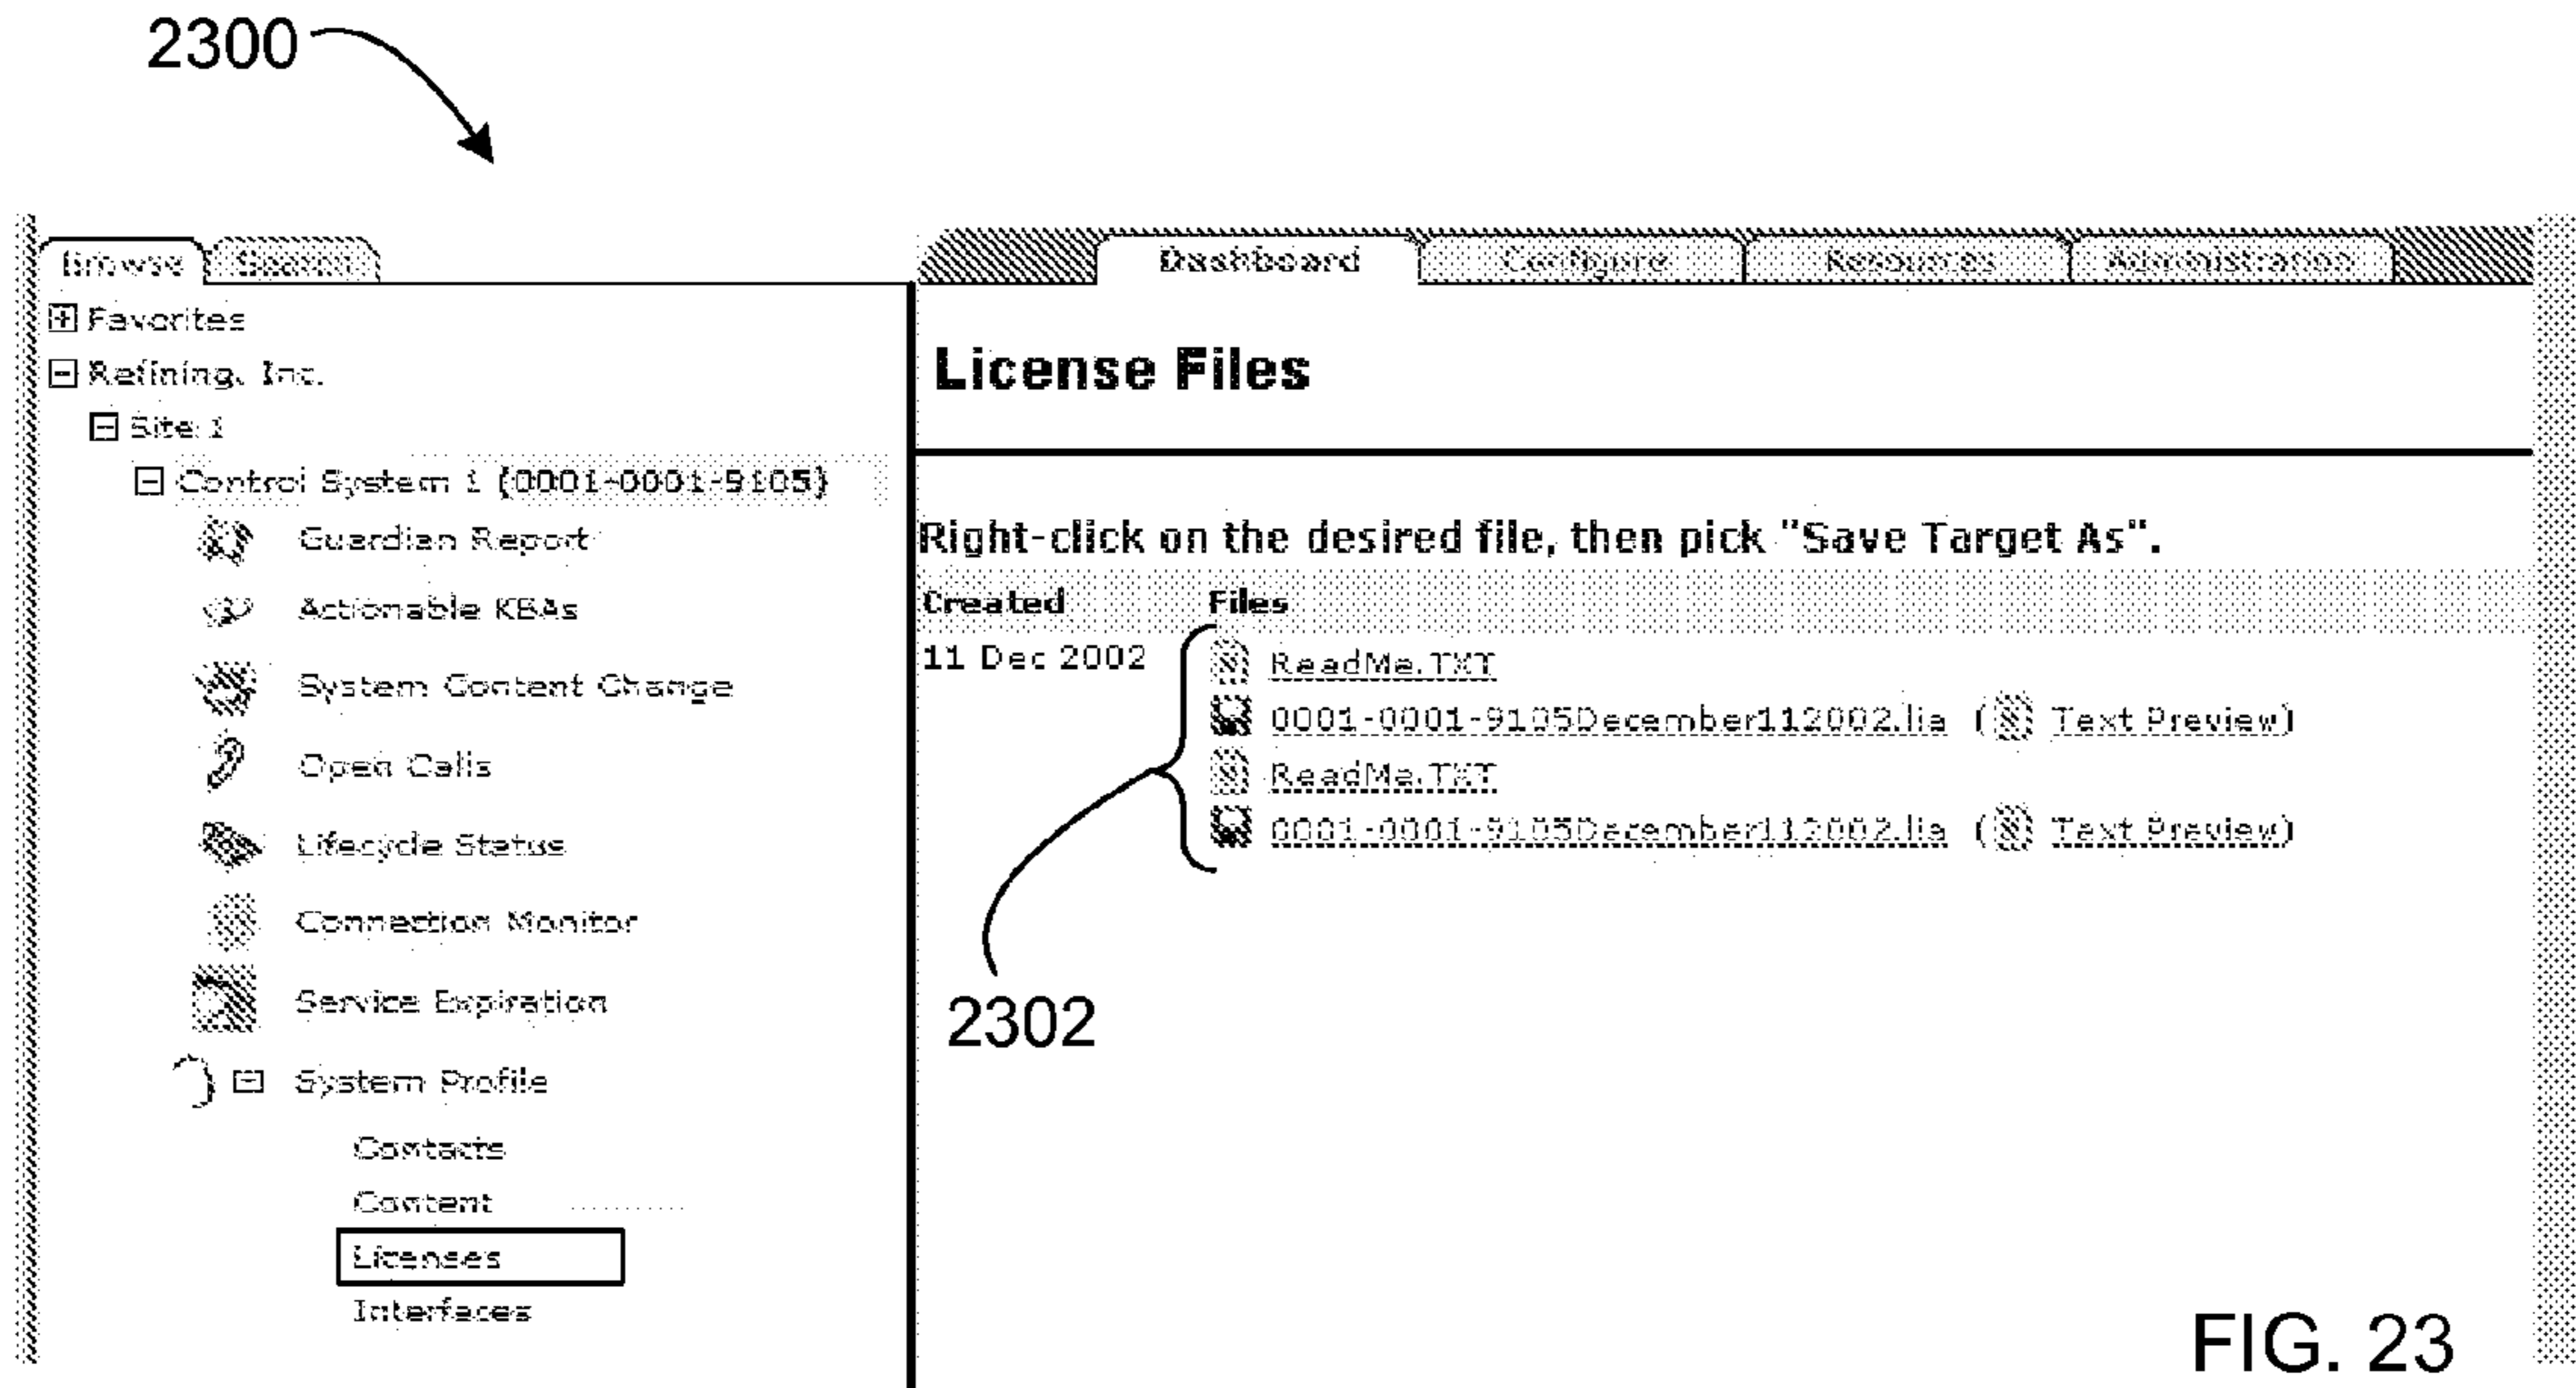 2300
Browse Search
Dashboard Configure Resources Administration
Favorites
Refining, Inc.
Site 1
Control System 1 (0001-0001-9105)
Guardian Report
Actionable KBAs
System Content Change
Open Calls
Lifecycle Status
Connection Monitor
Service Expiration
System Profile
Contacts
Content
Licenses
Interfaces
License Files
Right-click on the desired file, then pick "Save Target As".
Created Files
11 Dec 2002 ReadMe.TXT
0001-0001-9105December112002.lia (Text Preview)
ReadMe.TXT
0001-0001-9105December112002.lia (Text Preview)
2302
FIG. 23